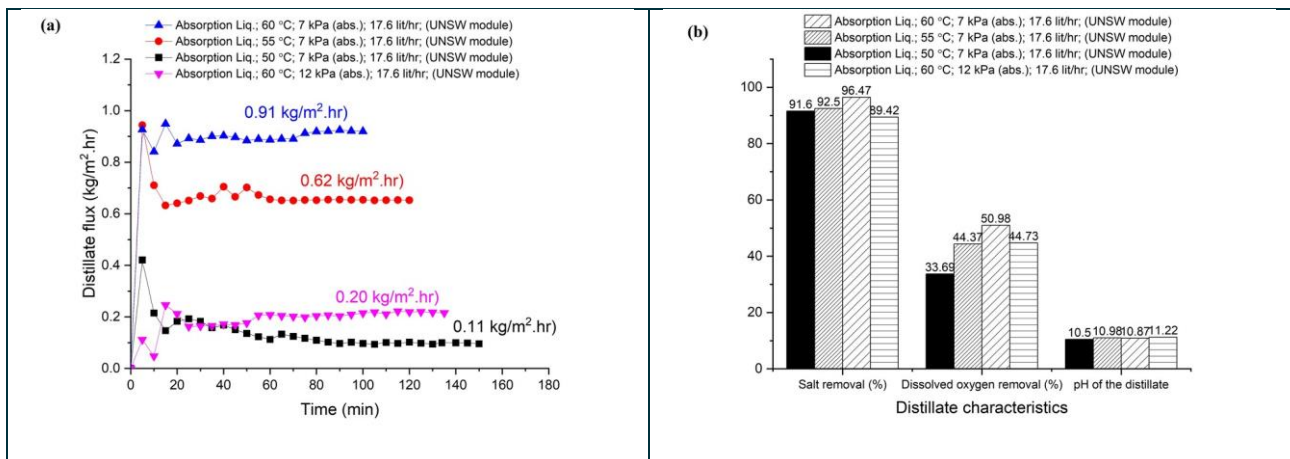 (a)
Absorption Liq.; 60 °C; 7 kPa (abs.); 17.6 lit/hr; (UNSW module)
Absorption Liq.; 55 °C; 7 kPa (abs.); 17.6 lit/hr; (UNSW module)
Absorption Liq.; 50 °C; 7 kPa (abs.); 17.6 lit/hr; (UNSW module)
Absorption Liq.; 60 °C; 12 kPa (abs.); 17.6 lit/hr; (UNSW module)
Distillate flux (kg/m².hr)
1.2
1.0
0.8
0.6
0.4
0.2
0.0
0.91 kg/m².hr)
0.62 kg/m².hr)
0.20 kg/m².hr)
0.11 kg/m².hr)
0 20 40 60 80 100 120 140 160 180
Time (min)
(b)
Absorption Liq.; 60 °C; 7 kPa (abs.); 17.6 lit/hr; (UNSW module)
Absorption Liq.; 55 °C; 7 kPa (abs.); 17.6 lit/hr; (UNSW module)
Absorption Liq.; 50 °C; 7 kPa (abs.); 17.6 lit/hr; (UNSW module)
Absorption Liq.; 60 °C; 12 kPa (abs.); 17.6 lit/hr; (UNSW module)
100
80
60
40
20
0
91.6 92.5 96.47 89.42
33.69 44.37 50.98 44.73
10.5 10.98 10.87 11.22
Salt removal (%) Dissolved oxygen removal (%) pH of the distillate
Distillate characteristics